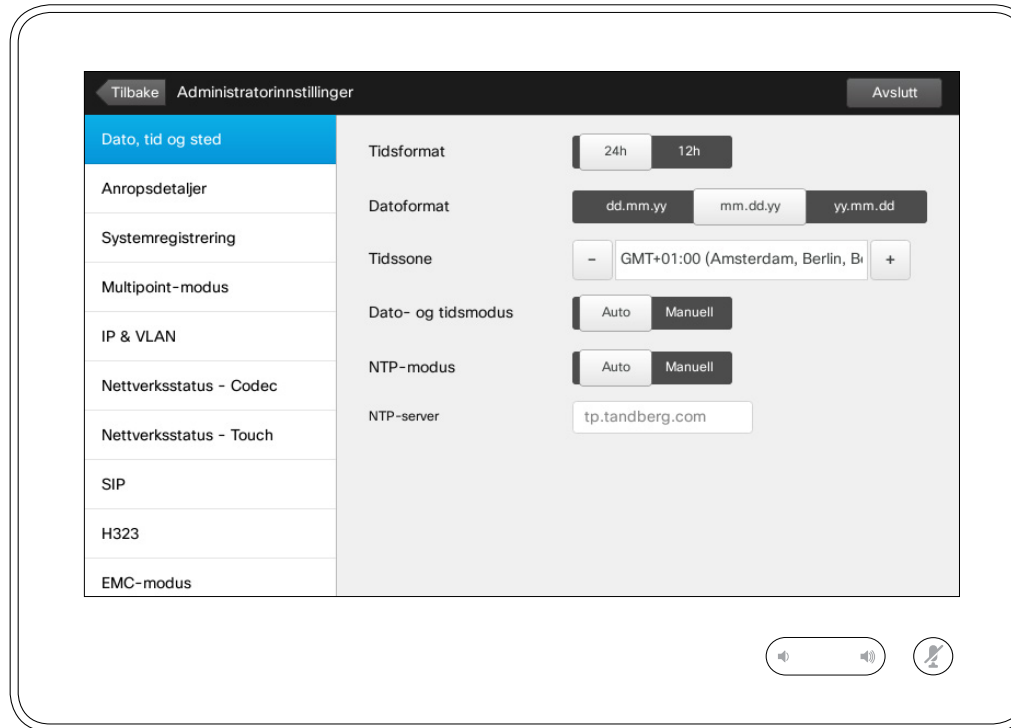 Tilbake Administratorinnstillinger Avslutt
Dato, tid og sted
Anropsdetaljer
Systemregistrering
Multipoint-modus
IP & VLAN
Nettverksstatus - Codec
Nettverksstatus - Touch
SIP
H323
EMC-modus
Tidsformat 24h 12h
Datoformat dd.mm.yy mm.dd.yy yy.mm.dd
Tidssone - GMT+01:00 (Amsterdam, Berlin, +
Dato- og tidsmodus Auto Manuell
NTP-modus Auto Manuell
NTP-server tp.tandberg.com